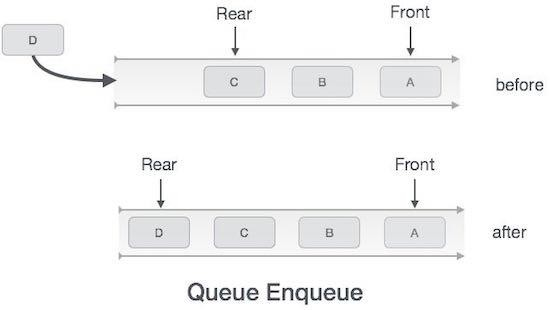 Rear Front
D
C B A
before
Rear Front
D C B A
after
Queue Enqueue